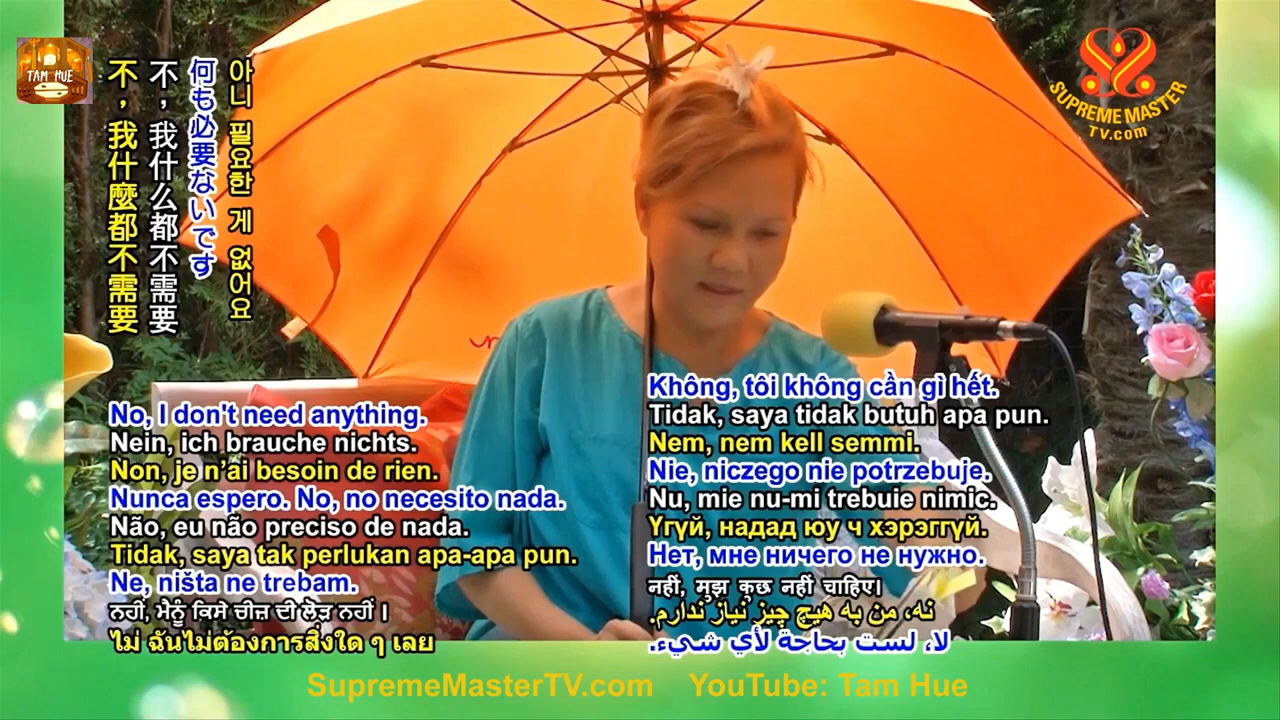 TAM HUE
SUPREME MASTER
TV.com
아니 필요한 게 없어요
何も必要ないです
不，我什么都不需要
不，我什麼都不需要
No, I don't need anything.
Nein, ich brauche nichts.
Non, je n'ai besoin de rien.
Nunca espero. No, no necesito nada.
Não, eu não preciso de nada.
Tidak, saya tak perlukan apa-apa pun.
Ne, ništa ne trebam.
ਨਹੀਂ, ਮੈਨੂੰ ਕਿਸੇ ਚੀਜ਼ ਦੀ ਲੋੜ ਨਹੀਂ ।
ไม่ ฉันไม่ต้องการสิ่งใด ๆ เลย
Không, tôi không cần gì hết.
Tidak, saya tidak butuh apa pun.
Nem, nem kell semmi.
Nie, niczego nie potrzebuje.
Nu, mie nu-mi trebuie nimic.
Үгүй, надад юу ч хэрэггүй.
Нет, мне ничего не нужно.
नहीं, मुझे कुछ नहीं चाहिए।
نه، من به هیچ چیز نیاز ندارم.
لا، لست بحاجة لأي شيء.
SupremeMasterTV.com YouTube: Tam Hue